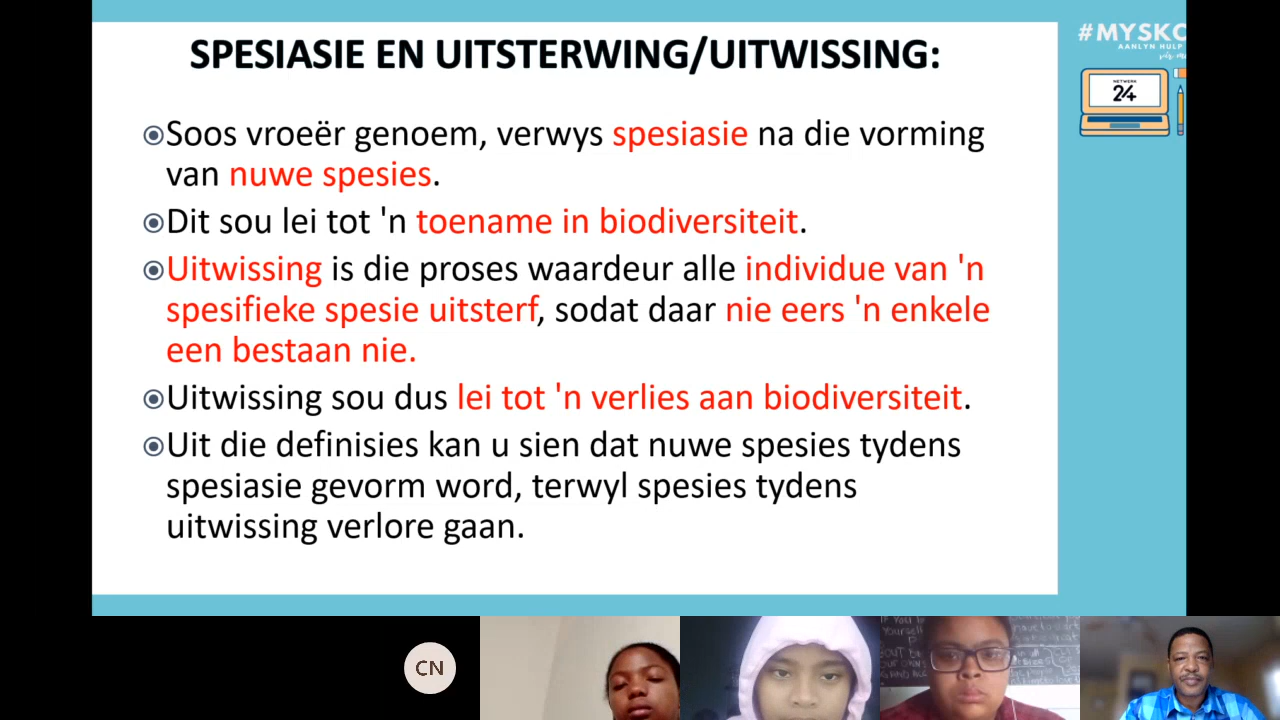 SPESIASIE EN UITSTERWING/UITWISSING:
Soos vroeër genoem, verwys spesiasie na die vorming
van nuwe spesies.
Dit sou lei tot 'n toename in biodiversiteit.
Uitwissing is die proses waardeur alle individue van 'n
spesifieke spesie uitsterf, sodat daar nie eers 'n enkele
een bestaan nie.
Uitwissing sou dus lei tot 'n verlies aan biodiversiteit.
Uit die definisies kan u sien dat nuwe spesies tydens
spesiasie gevorm word, terwyl spesies tydens
uitwissing verlore gaan.
#MYSKO
AANLYN HULP
vir m
NETWERK
24
CN